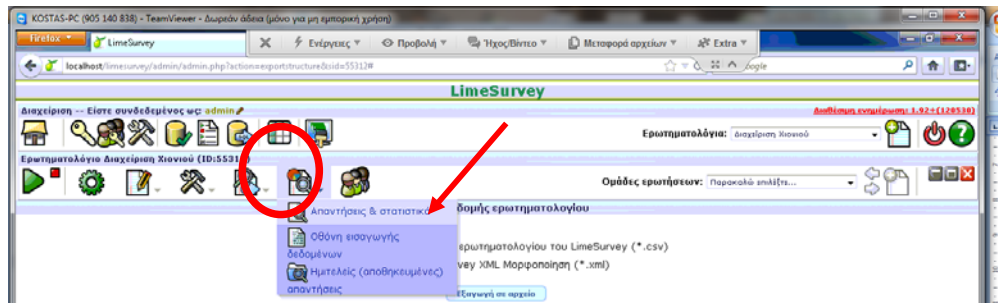 KOSTAS-PC (905 140 838) - TeamViewer - Δωρεάν άδεια (μόνο για μη εμπορική χρήση)
Firefox
LimeSurvey
Ενέργειες
Προβολή
Ήχος/Βίντεο
Μεταφορά αρχείων
Extra
localhost/limesurvey/admin/admin.php?action=exportstructure&sid=55312#
LimeSurvey
Διαχείριση -- Είστε συνδεδεμένος ως: admin
Διαθέσιμη ενημέρωση: 1.92+(120530)
Ερωτηματολόγια: Διαχείριση Χιονιού
Ερωτηματολόγιο Διαχείριση Χιονιού (ID:5531
Ομάδες ερωτήσεων: Παρακαλώ επιλέξτε...
Απαντήσεις & στατιστικά
δομής ερωτηματολογίου
Οθόνη εισαγωγής
δεδομένων
ερωτηματολογίου του LimeSurvey (*.csv)
Ημιτελείς (αποθηκευμένες)
απαντήσεις
vey XML Μορφοποίηση (*.xml)
Εξαγωγή σε αρχείο